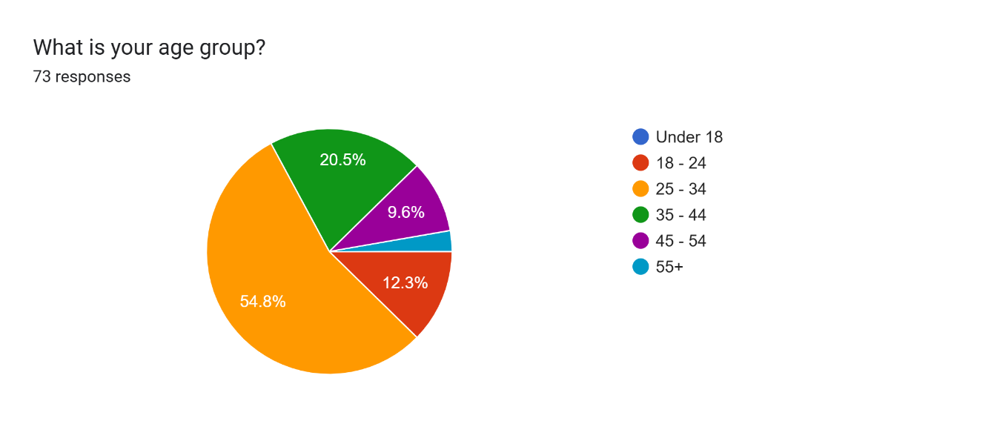 What is your age group?
73 responses
20.5%
9.6%
12.3%
54.8%
Under 18
18 - 24
25 - 34
35 - 44
45 - 54
55+